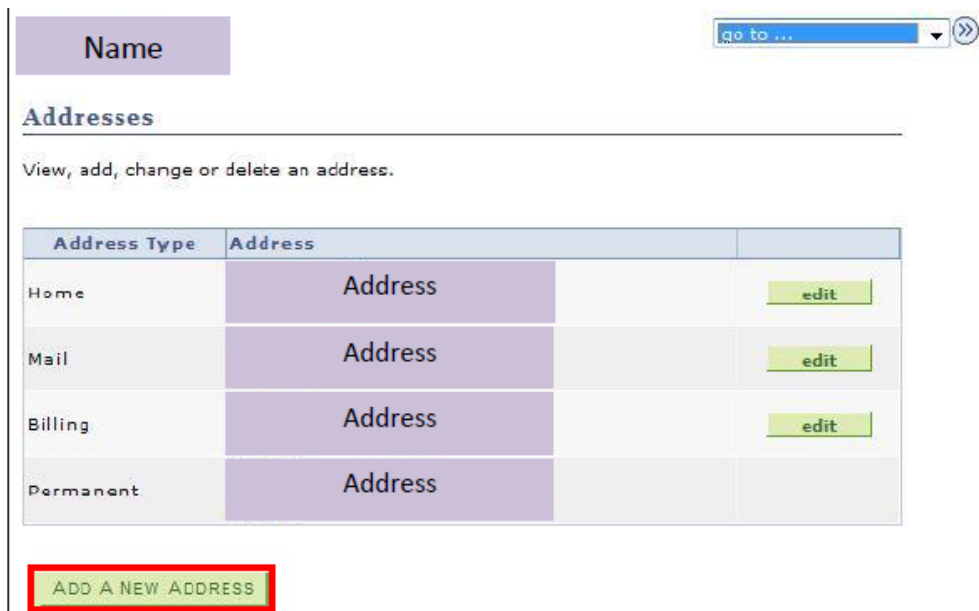 Name
go to ...
Addresses
View, add, change or delete an address.
Address Type Address
Home Address edit
Mail Address edit
Billing Address edit
Permanent Address
ADD A NEW ADDRESS